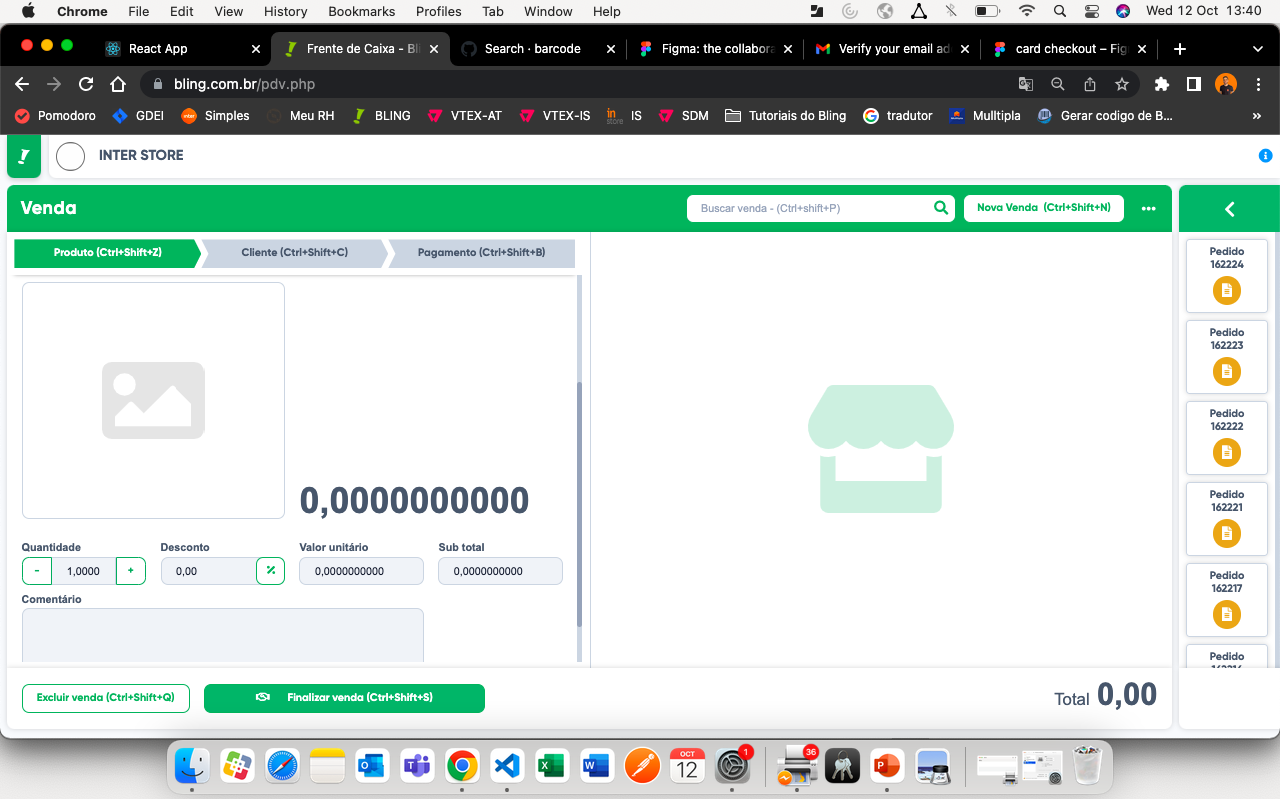 Chrome File Edit View History Bookmarks Profiles Tab Window Help Wed 12 Oct 13:40
React App
Frente de Caixa - Bli
Search · barcode
Figma: the collabora
Verify your email ad
card checkout – Fig
bling.com.br/pdv.php
Pomodoro GDEI Simples Meu RH BLING VTEX-AT VTEX-IS IS SDM Tutoriais do Bling tradutor Mulltipla Gerar codigo de B... »
INTER STORE
Venda
Buscar venda - (Ctrl+shift+P)
Nova Venda (Ctrl+Shift+N)
Produto (Ctrl+Shift+Z)
Cliente (Ctrl+Shift+C)
Pagamento (Ctrl+Shift+B)
0,0000000000
Quantidade Desconto Valor unitário Sub total
- 1,0000 + 0,00 % 0,0000000000 0,0000000000
Comentário
Excluir venda (Ctrl+Shift+Q)
Finalizar venda (Ctrl+Shift+S)
Total 0,00
Pedido
162224
Pedido
162223
Pedido
162222
Pedido
162221
Pedido
162217
Pedido
OCT
12
1
36